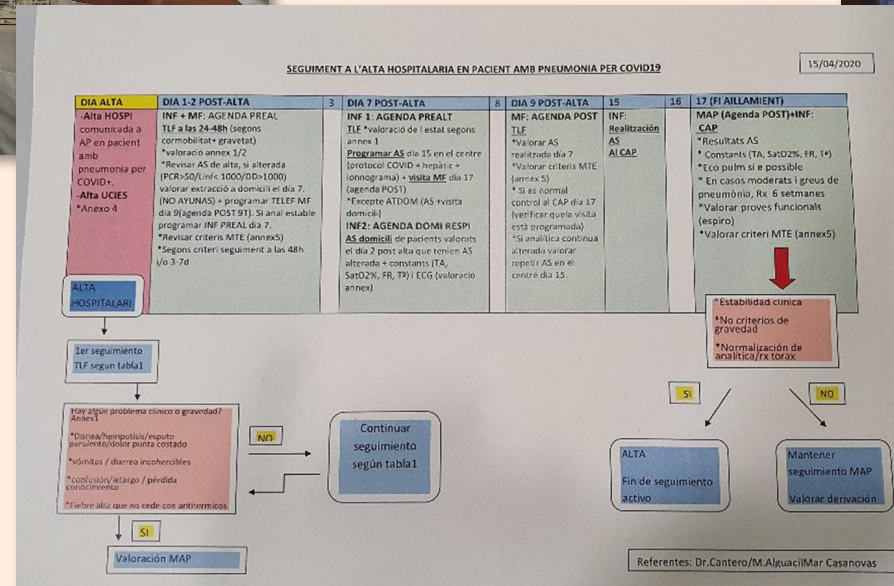 SEGUIMENT A L'ALTA HOSPITALARIA EN PACIENT AMB PNEUMONIA PER COVID19
15/04/2020
DIA ALTA
-Alta HOSPI
comunicada a
AP en pacient
amb
pneumonia per
COVID+.
-Alta UCIES
*Anexo 4
DIA 1-2 POST-ALTA
INF + MF: AGENDA PREAL
TLF a las 24-48h (segons
cormobilitat+ gravetat)
*valoració annex 1/2
*Revisar AS de alta, si alterada
(PCR>50/Linf< 1000/DD>1000)
valorar extracció a domicili el día 7.
(NO AYUNAS) + programar TELEF MF
dia 9(agenda POST 9T). Si anal estable
programar INF PREAL dia 7.
*Revisar criteris MTE (annex5)
*Segons criteri seguiment a las 48h
i/o 3-7d
3
DIA 7 POST-ALTA
INF 1: AGENDA PREALT
TLF *valoració de l estat segons
annex 1
Programar AS dia 15 en el centre
(protocol COVID + hepàtic +
ionnograma) + visita MF dia 17
(agenda POST)
*Excepte ATDOM (AS +visita
domicili)
INF2: AGENDA DOMI RESPI
AS domicili de pacients valorats
el dia 2 post alta que tenien AS
alterada + constants (TA,
SatO2%, FR, Tº) i ECG (valoració
annex)
8
DIA 9 POST-ALTA
MF: AGENDA POST
TLF
*Valorar AS
realitzada dia 7
*Valorar criteris MTE
(annex 5)
* Si es normal
control al CAP dia 17
(verificar quela visita
està programada)
*Si analítica continua
alterada valorar
repetir AS en el
centre dia 15.
15
INF:
Realització
AS
Al CAP
16
17 (FI AILLAMIENT)
MAP (Agenda POST)+INF:
CAP
*Resultats AS
* Constants (TA, SatO2%, FR, Tª)
*Eco pulm si e possible
* En casos moderats i greus de
pneumònia, Rx 6 setmanes
*Valorar proves funcionals
(espiro)
*Valorar criteri MTE (annex5)
ALTA
HOSPITALARI
1er seguimiento
TLF segun tabla1
Hay algún problema clínico o gravedad?
Annex1
*Disnea/hemoptisis/esputo
purulento/dolor punta costado
*vómitos / diarrea incohercibles
*confusión/letargo / pérdida
conocimiento
*Fiebre alta que no cede con antitermicos
NO
Continuar
seguimiento
según tabla1
SI
Valoración MAP
*Estabilidad clínica
*No criterios de
gravedad
*Normalización de
analítica/rx torax
SI
NO
ALTA
Fin de seguimiento
activo
Mantener
seguimiento MAP
Valorar derivación
Referentes: Dr.Cantero/M.Alguacil Mar Casanovas